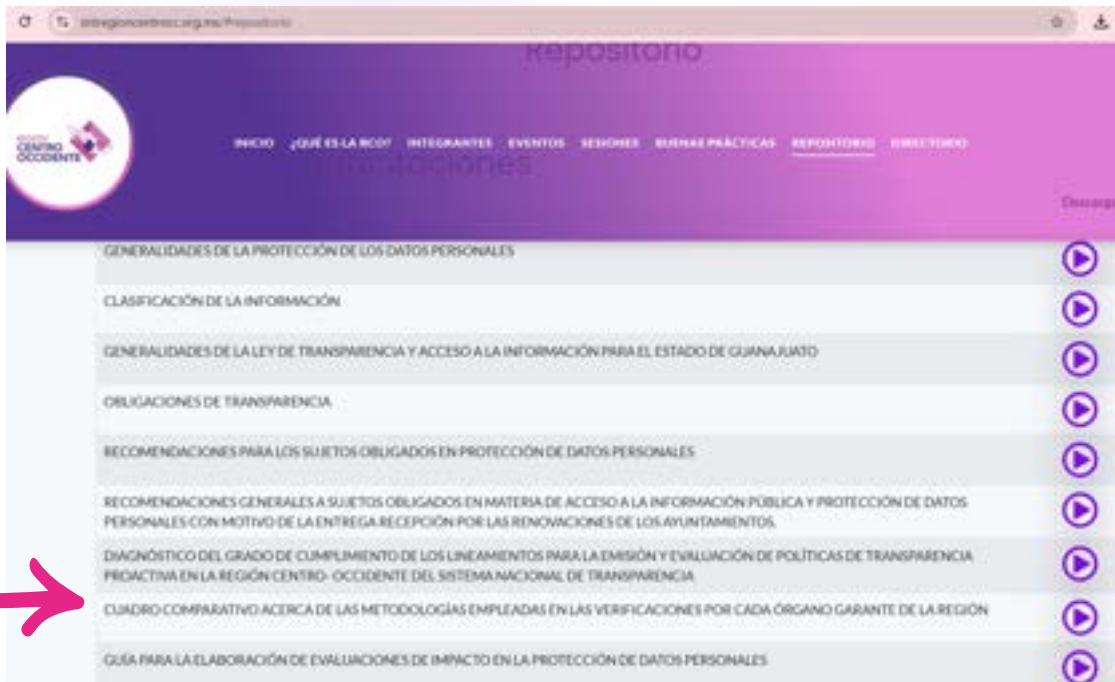 Repositorio
CENTRO
OCCIDENTE
INICIO ¿QUÉ ES LA RCO? INTEGRANTES EVENTOS SESIONES BUENAS PRÁCTICAS REPOSITORIO DIRECTORIO
GENERALIDADES DE LA PROTECCIÓN DE LOS DATOS PERSONALES
CLASIFICACIÓN DE LA INFORMACIÓN
GENERALIDADES DE LA LEY DE TRANSPARENCIA Y ACCESO A LA INFORMACIÓN PARA EL ESTADO DE GUANAJUATO
OBLIGACIONES DE TRANSPARENCIA
RECOMENDACIONES PARA LOS SUJETOS OBLIGADOS EN PROTECCIÓN DE DATOS PERSONALES
RECOMENDACIONES GENERALES A SUJETOS OBLIGADOS EN MATERIA DE ACCESO A LA INFORMACIÓN PÚBLICA Y PROTECCIÓN DE DATOS
PERSONALES CON MOTIVO DE LA ENTREGA RECEPCIÓN POR LAS RENOVACIONES DE LOS AYUNTAMIENTOS.
DIAGNÓSTICO DEL GRADO DE CUMPLIMIENTO DE LOS LINEAMIENTOS PARA LA EMISIÓN Y EVALUACIÓN DE POLÍTICAS DE TRANSPARENCIA
PROACTIVA EN LA REGIÓN CENTRO- OCCIDENTE DEL SISTEMA NACIONAL DE TRANSPARENCIA
CUADRO COMPARATIVO ACERCA DE LAS METODOLOGÍAS EMPLEADAS EN LAS VERIFICACIONES POR CADA ÓRGANO GARANTE DE LA REGIÓN
GUÍA PARA LA ELABORACIÓN DE EVALUACIONES DE IMPACTO EN LA PROTECCIÓN DE DATOS PERSONALES